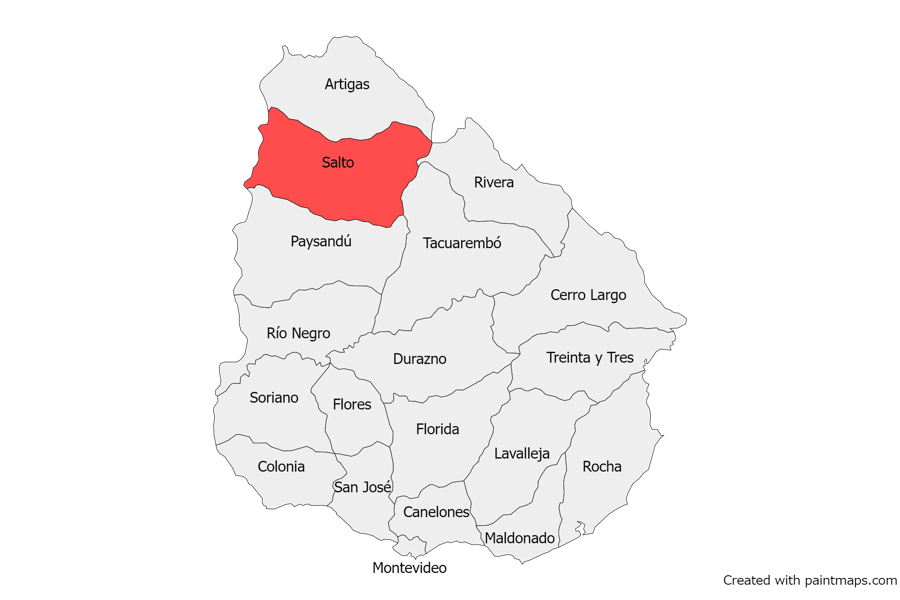 Artigas
Salto
Rivera
Paysandú
Tacuarembó
Cerro Largo
Río Negro
Durazno
Treinta y Tres
Soriano
Flores
Florida
Lavalleja
Colonia
Rocha
San José
Canelones
Maldonado
Montevideo
Created with paintmaps.com